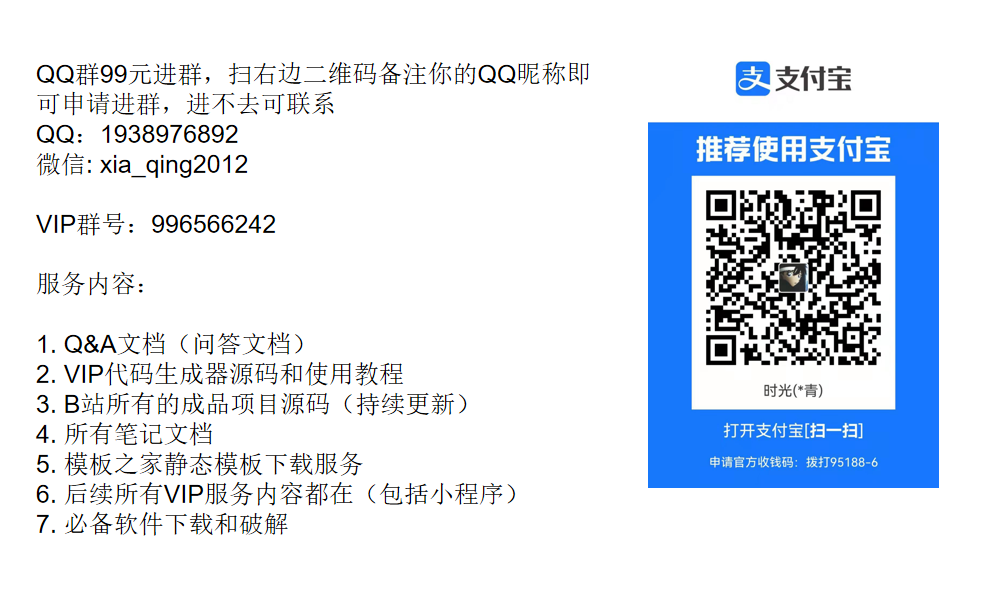 QQ群99元进群，扫右边二维码备注你的QQ昵称即
可申请进群，进不去可联系
QQ：1938976892
微信: xia_qing2012
VIP群号：996566242
服务内容：
1. Q&A文档（问答文档）
2. VIP代码生成器源码和使用教程
3. B站所有的成品项目源码（持续更新）
4. 所有笔记文档
5. 模板之家静态模板下载服务
6. 后续所有VIP服务内容都在（包括小程序）
7. 必备软件下载和破解
支 支付宝
推荐使用支付宝
时光(*青)
打开支付宝[扫一扫]
申请官方收钱码：拨打95188-6